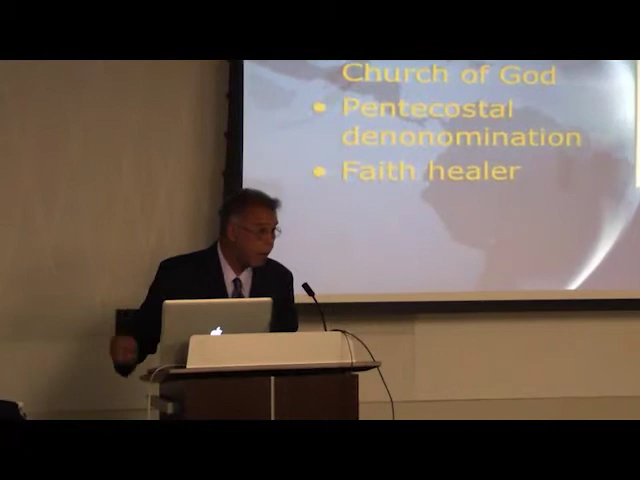 Church of God
• Pentecostal
denonomination
• Faith healer